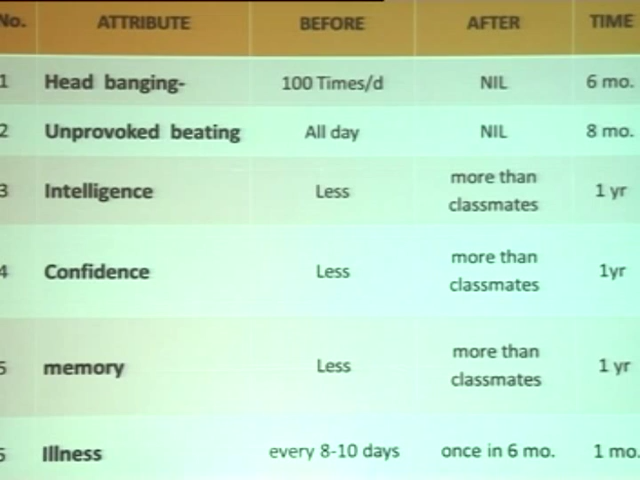 No. ATTRIBUTE BEFORE AFTER TIME
1 Head banging- 100 Times/d NIL 6 mo.
2 Unprovoked beating All day NIL 8 mo.
3 Intelligence Less more than classmates 1 yr
4 Confidence Less more than classmates 1yr
5 memory Less more than classmates 1 yr
6 Illness every 8-10 days once in 6 mo. 1 mo.